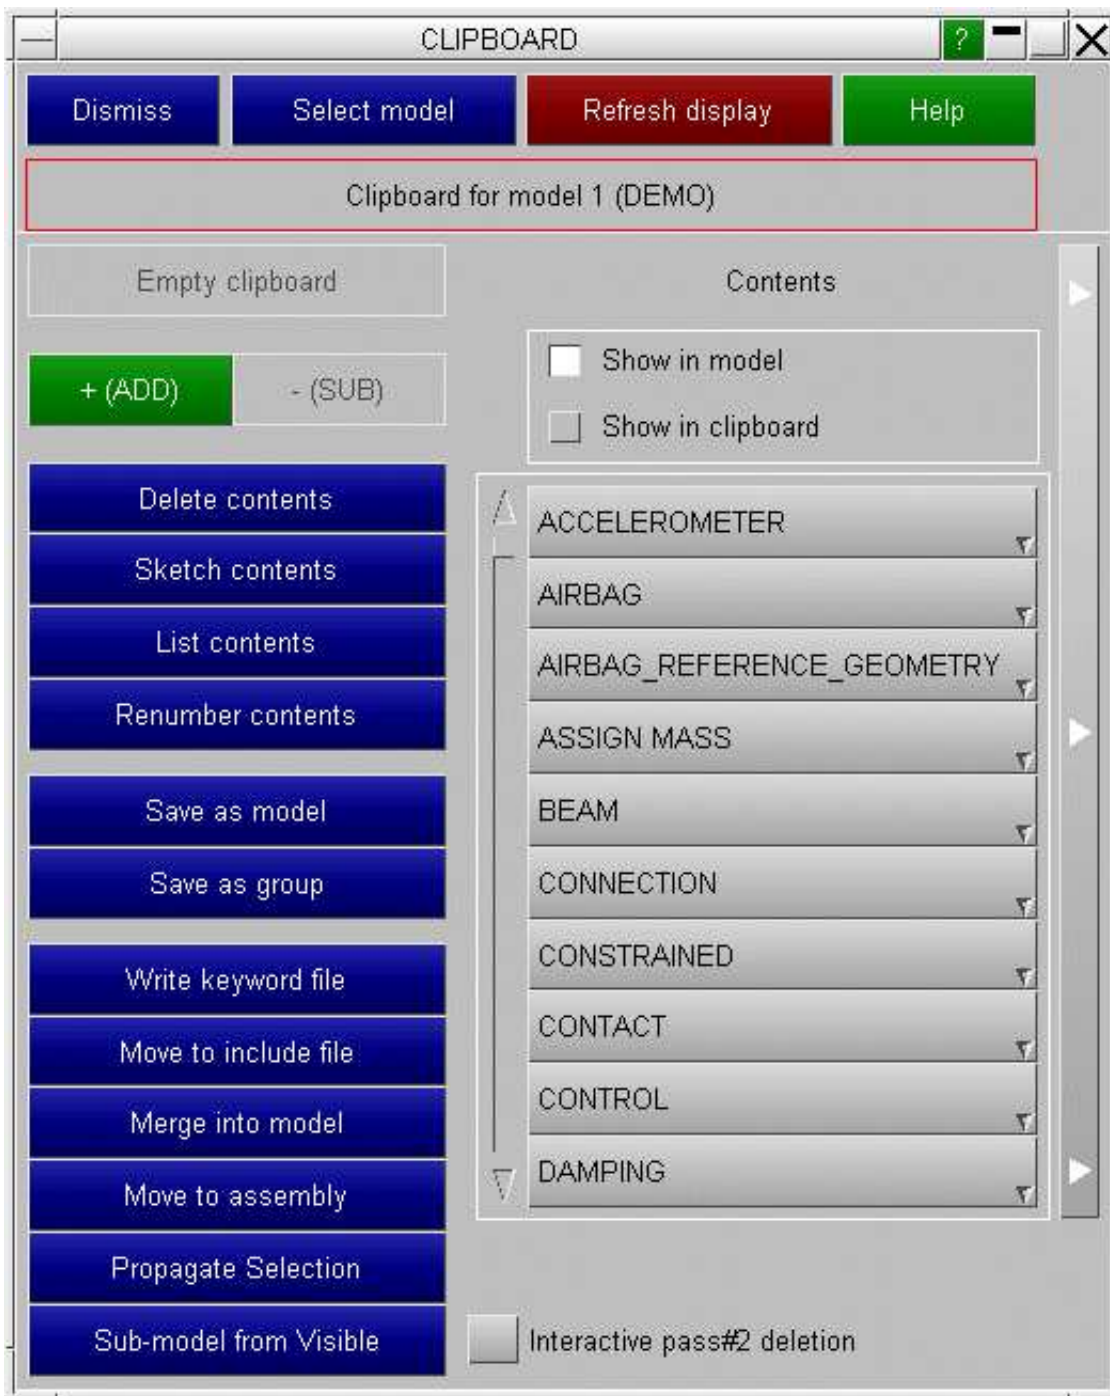 CLIPBOARD ?
Dismiss Select model Refresh display Help
Clipboard for model 1 (DEMO)
Empty clipboard
+ (ADD) - (SUB)
Delete contents
Sketch contents
List contents
Renumber contents
Save as model
Save as group
Write keyword file
Move to include file
Merge into model
Move to assembly
Propagate Selection
Sub-model from Visible
Contents
Show in model
Show in clipboard
ACCELEROMETER
AIRBAG
AIRBAG_REFERENCE_GEOMETRY
ASSIGN MASS
BEAM
CONNECTION
CONSTRAINED
CONTACT
CONTROL
DAMPING
Interactive pass#2 deletion